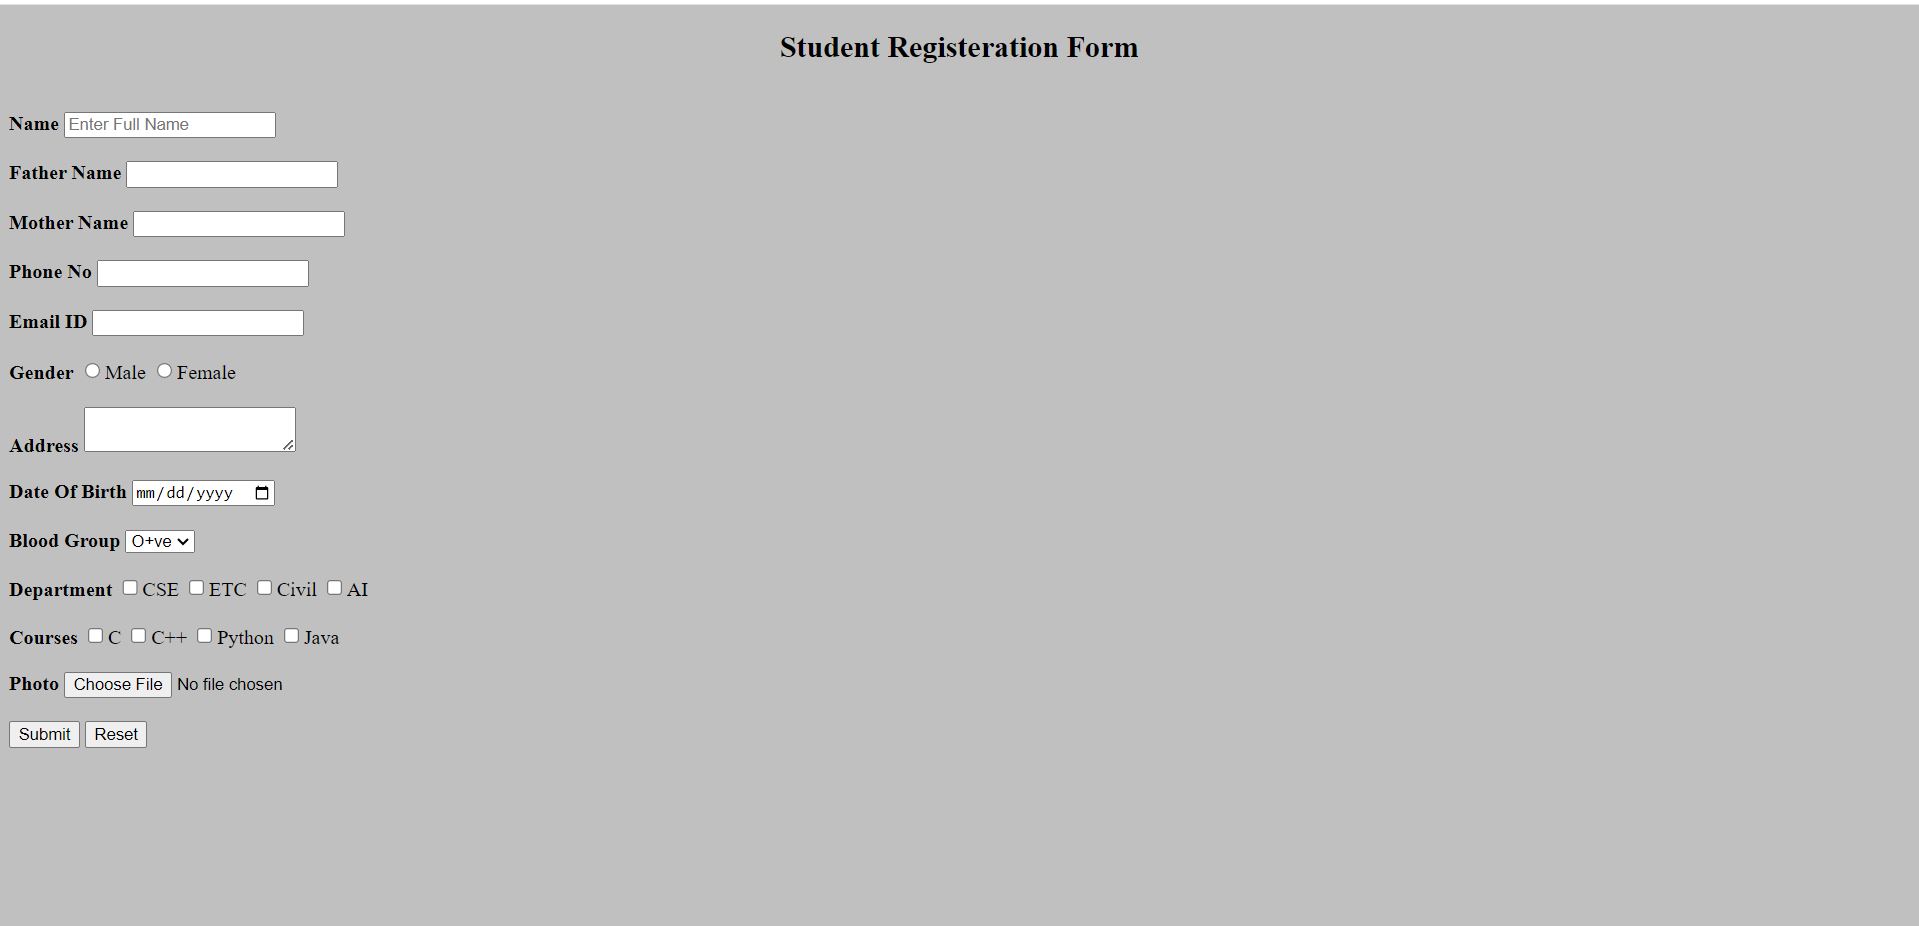 Student Registeration Form
Name Enter Full Name
Father Name
Mother Name
Phone No
Email ID
Gender Male Female
Address
Date Of Birth mm/dd/yyyy
Blood Group O+ve
Department CSE ETC Civil AI
Courses C C++ Python Java
Photo Choose File No file chosen
Submit Reset